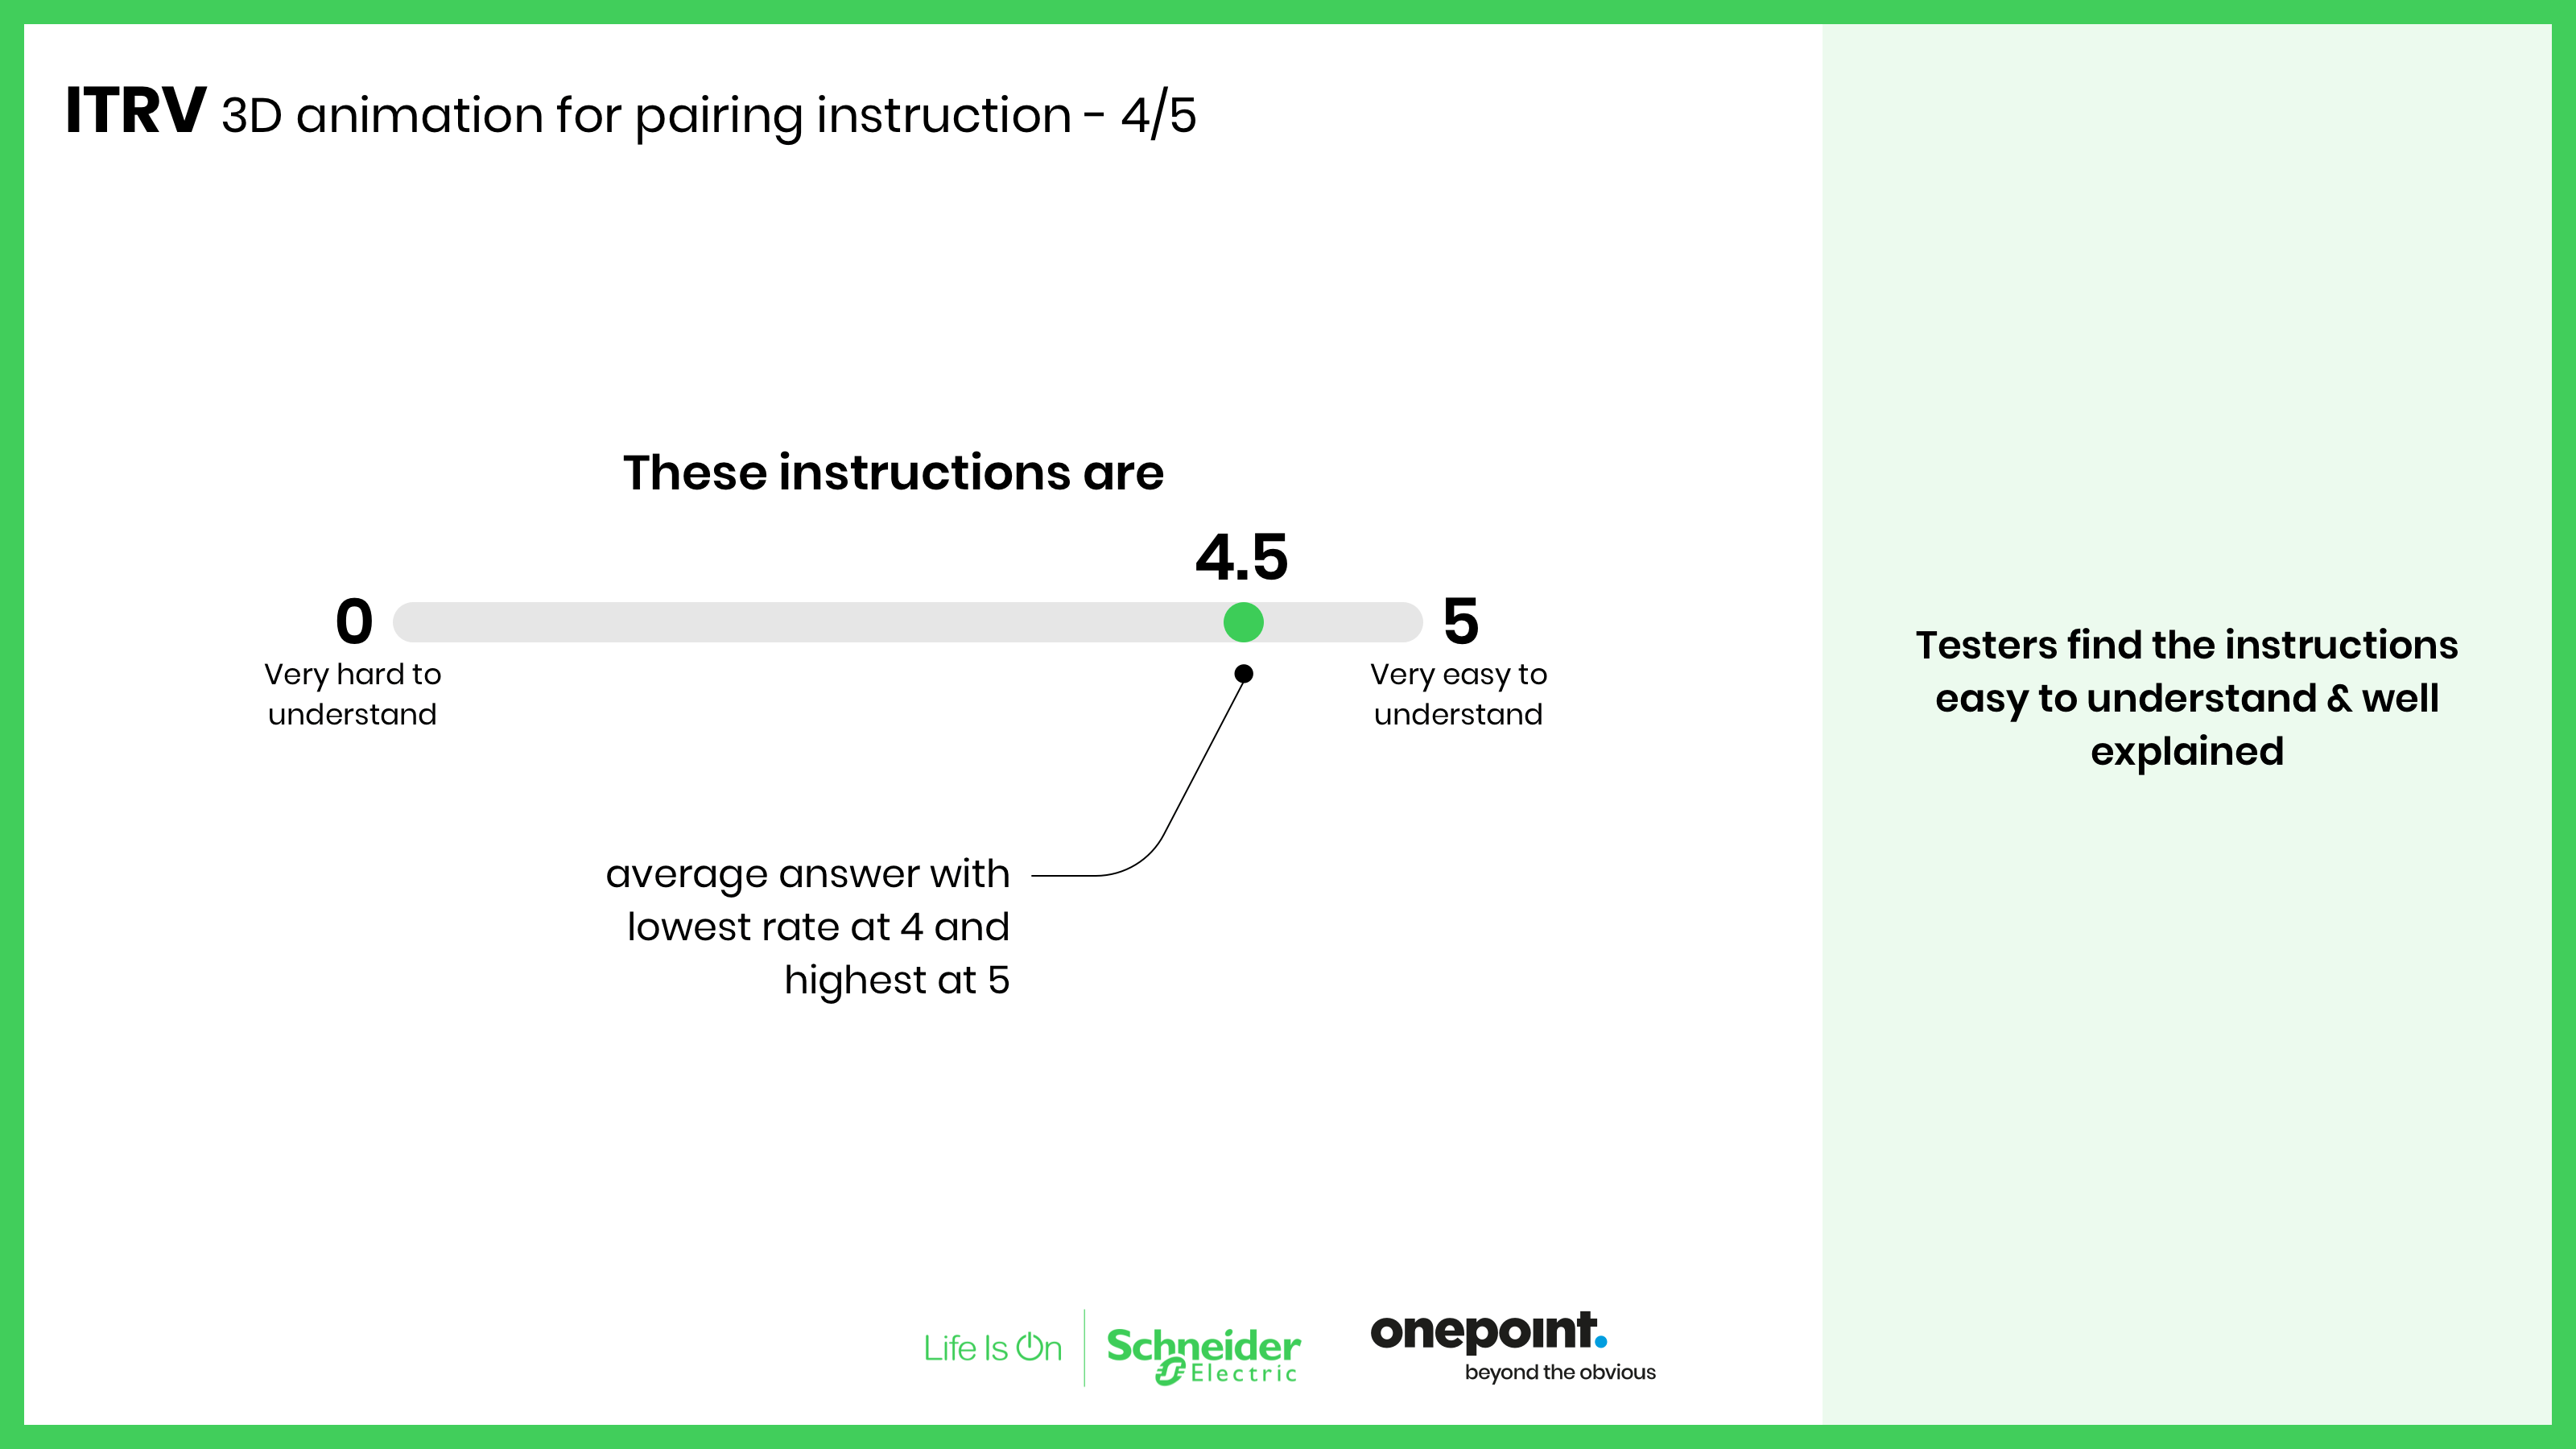 ITRV 3D animation for pairing instruction - 4/5
These instructions are
4.5
0
5
Very hard to
understand
Very easy to
understand
average answer with
lowest rate at 4 and
highest at 5
Testers find the instructions
easy to understand & well
explained
Life Is On
Schneider
Electric
onepoint.
beyond the obvious